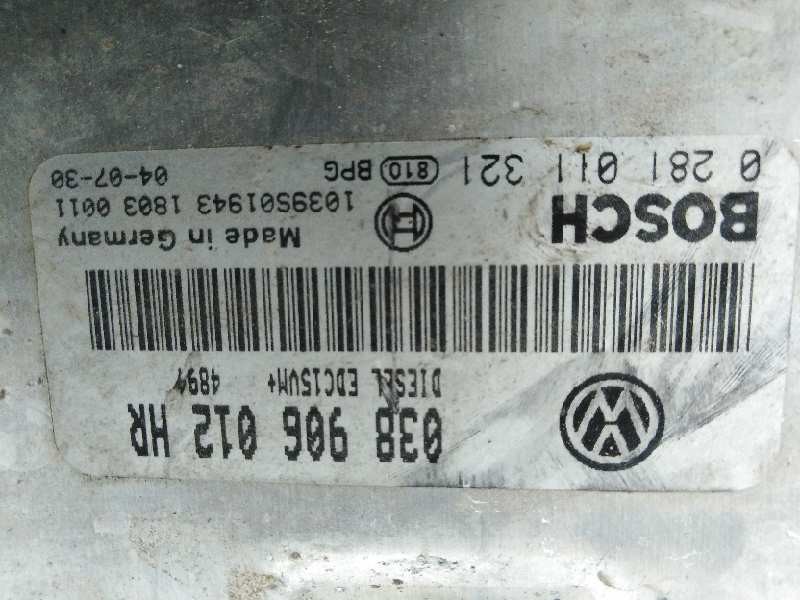 038 906 012 HR
DIESEL EDC15VM+ 4894
Made in Germany
BOSCH 1039S01943 1803 0011
0 281 011 321 810 BPG 04-07-30